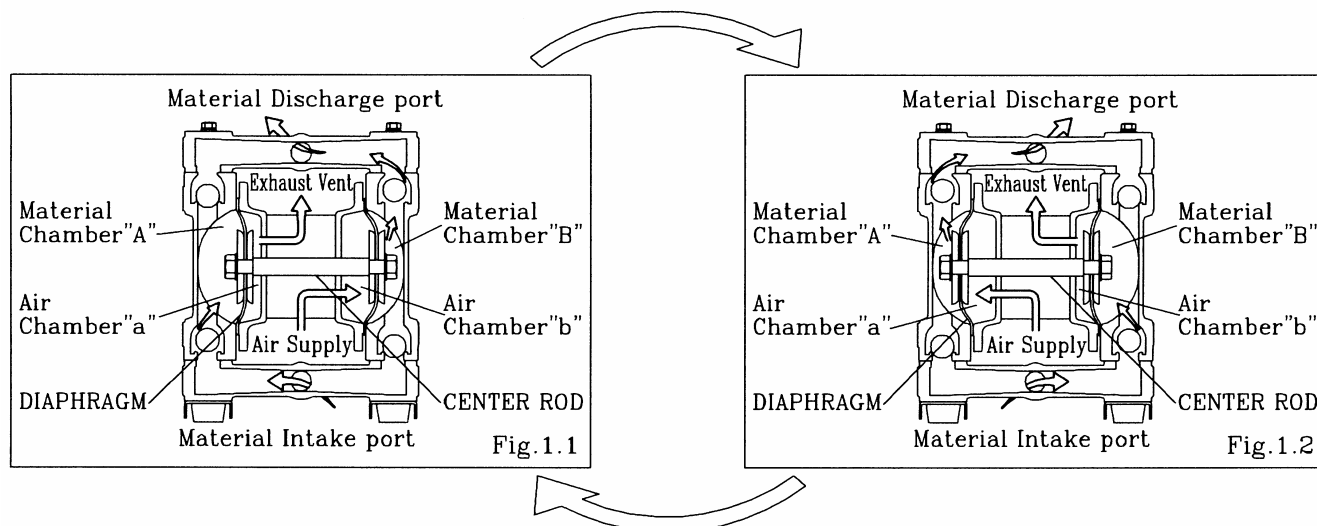 Material Discharge port
Exhaust Vent
Material
Chamber"A"
Material
Chamber"B"
Air
Chamber"a"
Air
Chamber"b"
Air Supply
DIAPHRAGM
CENTER ROD
Material Intake port
Fig.1.1
Material Discharge port
Exhaust Vent
Material
Chamber"A"
Material
Chamber"B"
Air
Chamber"a"
Air
Chamber"b"
Air Supply
DIAPHRAGM
CENTER ROD
Material Intake port
Fig.1.2